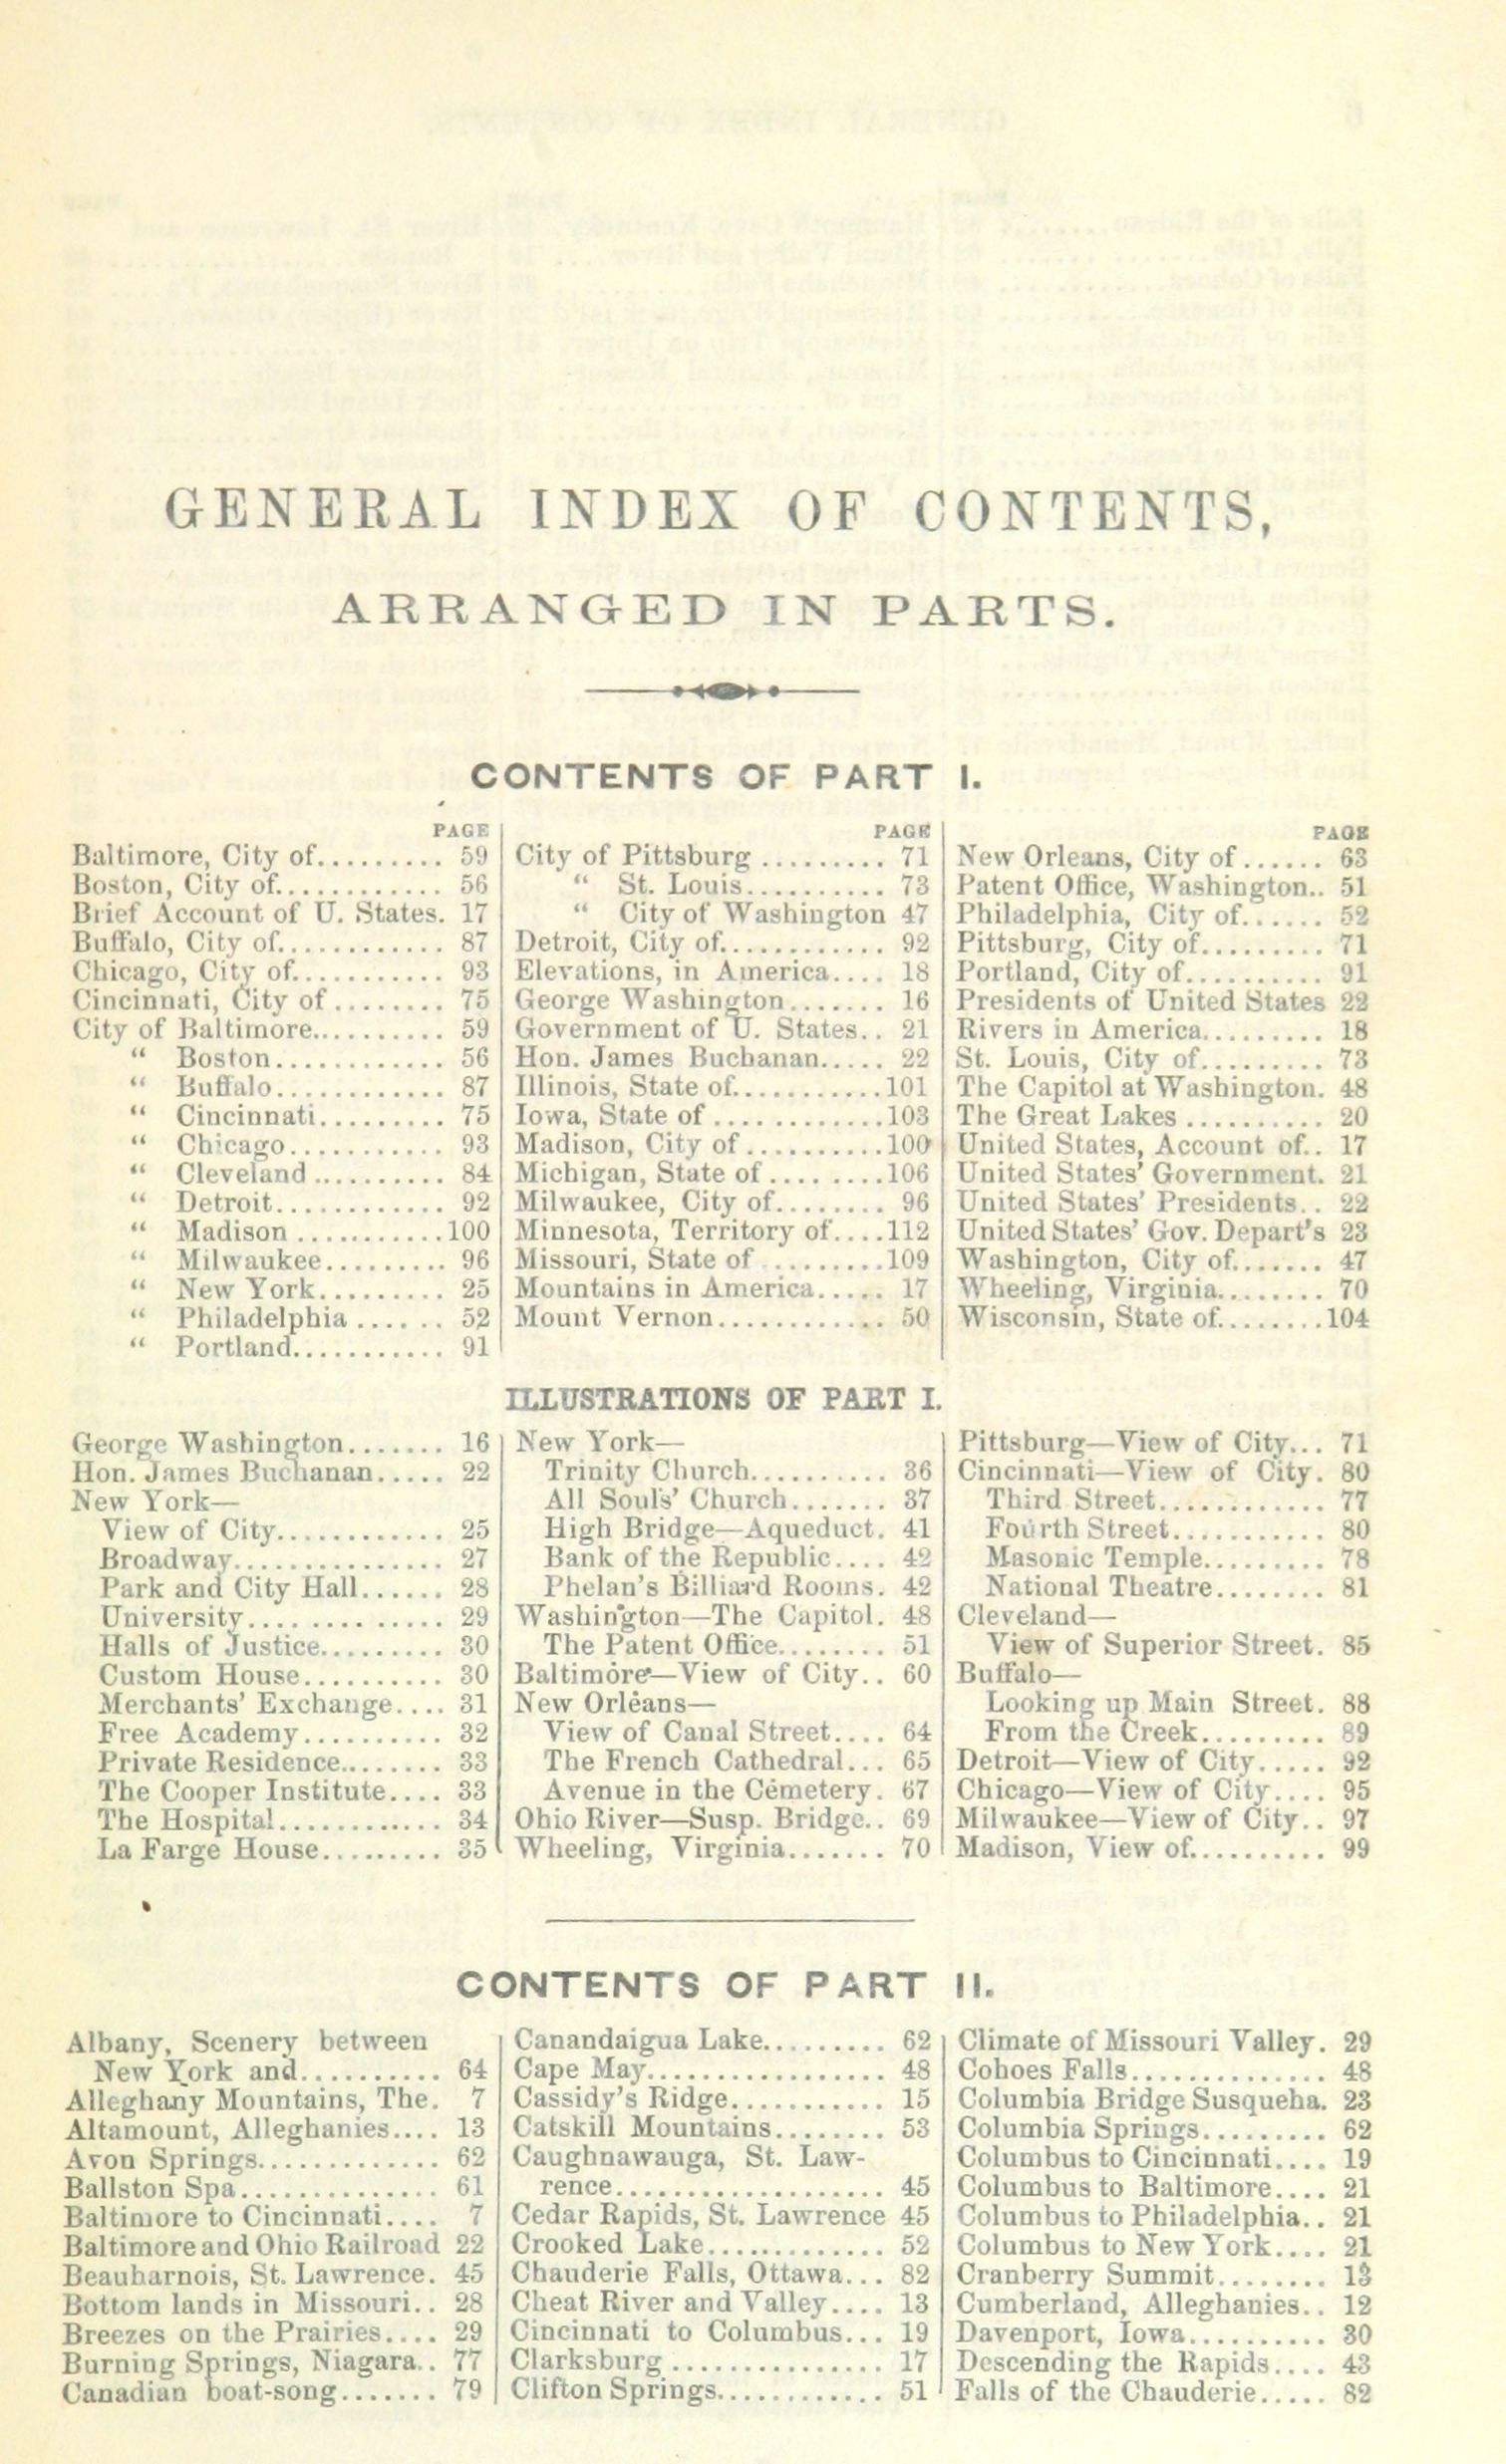 GENERAL INDEX OF CONTENTS,
ARRANGED IN PARTS.
CONTENTS OF PART I.
PAGE
Baltimore, City of.......... 59
Boston, City of............. 56
Brief Account of U. States. 17
Buffalo, City of............. 87
Chicago, City of............ 93
Cincinnati, City of ......... 75
City of Baltimore........... 59
“ Boston............. 56
“ Buffalo............. 87
“ Cincinnati.......... 75
“ Chicago............ 93
“ Cleveland .......... 84
“ Detroit............. 92
“ Madison ............100
“ Milwaukee......... 96
“ New York.......... 25
“ Philadelphia ...... 52
“ Portland............ 91
PAGE
City of Pittsburg .......... 71
“ St. Louis........... 73
“ City of Washington 47
Detroit, City of............. 92
Elevations, in America.... 18
George Washington........ 16
Government of U. States.. 21
Hon. James Buchanan..... 22
Illinois, State of............101
Iowa, State of .............103
Madison, City of ..........100
Michigan, State of .........106
Milwaukee, City of........ 96
Minnesota, Territory of....112
Missouri, State of .........109
Mountains in America..... 17
Mount Vernon............. 50
PAGE
New Orleans, City of ...... 63
Patent Office, Washington.. 51
Philadelphia, City of...... 52
Pittsburg, City of.......... 71
Portland, City of........... 91
Presidents of United States 22
Rivers in America.......... 18
St. Louis, City of.......... 73
The Capitol at Washington. 48
The Great Lakes ........... 20
United States, Account of.. 17
United States’ Government. 21
United States’ Presidents.. 22
United States’ Gov. Depart's 23
Washington, City of....... 47
Wheeling, Virginia......... 70
Wisconsin, State of.........104
ILLUSTRATIONS OF PART I.
George Washington....... 16
Hon. James Buchanan..... 22
New York—
View of City............. 25
Broadway............... 27
Park and City Hall...... 28
University............... 29
Halls of Justice.......... 30
Custom House........... 30
Merchants’ Exchange.... 31
Free Academy........... 32
Private Residence......... 33
The Cooper Institute.... 33
The Hospital............. 34
La Farge House.......... 35
New York—
Trinity Church.......... 36
All Souls’ Church....... 37
High Bridge—Aqueduct. 41
Bank of the Republic.... 42
Phelan's Billiard Rooms. 42
Washington—The Capitol. 48
The Patent Office........ 51
Baltimore—View of City.. 60
New Orleans—
View of Canal Street.... 64
The French Cathedral... 65
Avenue in the Cemetery. 67
Ohio River—Susp. Bridge.. 69
Wheeling, Virginia....... 70
Pittsburg—View of City... 71
Cincinnati—View of City. 80
Third Street............. 77
Fourth Street............ 80
Masonic Temple.......... 78
National Theatre......... 81
Cleveland—
View of Superior Street. 85
Buffalo—
Looking up Main Street. 88
From the Creek.......... 89
Detroit—View of City..... 92
Chicago—View of City.... 95
Milwaukee—View of City.. 97
Madison, View of........... 99
CONTENTS OF PART II.
Albany, Scenery between
New York and........... 64
Alleghany Mountains, The. 7
Altamount, Alleghanies.... 13
Avon Springs.............. 62
Ballston Spa............... 61
Baltimore to Cincinnati.... 7
Baltimore and Ohio Railroad 22
Beauharnois, St. Lawrence. 45
Bottom lands in Missouri.. 28
Breezes on the Prairies.... 29
Burning Springs, Niagara.. 77
Canadian boat-song....... 79
Canandaigua Lake.......... 62
Cape May.................. 48
Cassidy's Ridge............ 15
Catskill Mountains......... 53
Caughnawauga, St. Law-
rence.................... 45
Cedar Rapids, St. Lawrence 45
Crooked Lake.............. 52
Chauderie Falls, Ottawa... 82
Cheat River and Valley.... 13
Cincinnati to Columbus... 19
Clarksburg ................ 17
Clifton Springs............. 51
Climate of Missouri Valley. 29
Cohoes Falls............... 48
Columbia Bridge Susqueha. 23
Columbia Springs.......... 62
Columbus to Cincinnati.... 19
Columbus to Baltimore.... 21
Columbus to Philadelphia.. 21
Columbus to New York.... 21
Cranberry Summit......... 13
Cumberland, Alleghanies.. 12
Davenport, Iowa........... 30
Descending the Rapids.... 43
Falls of the Chauderie..... 82